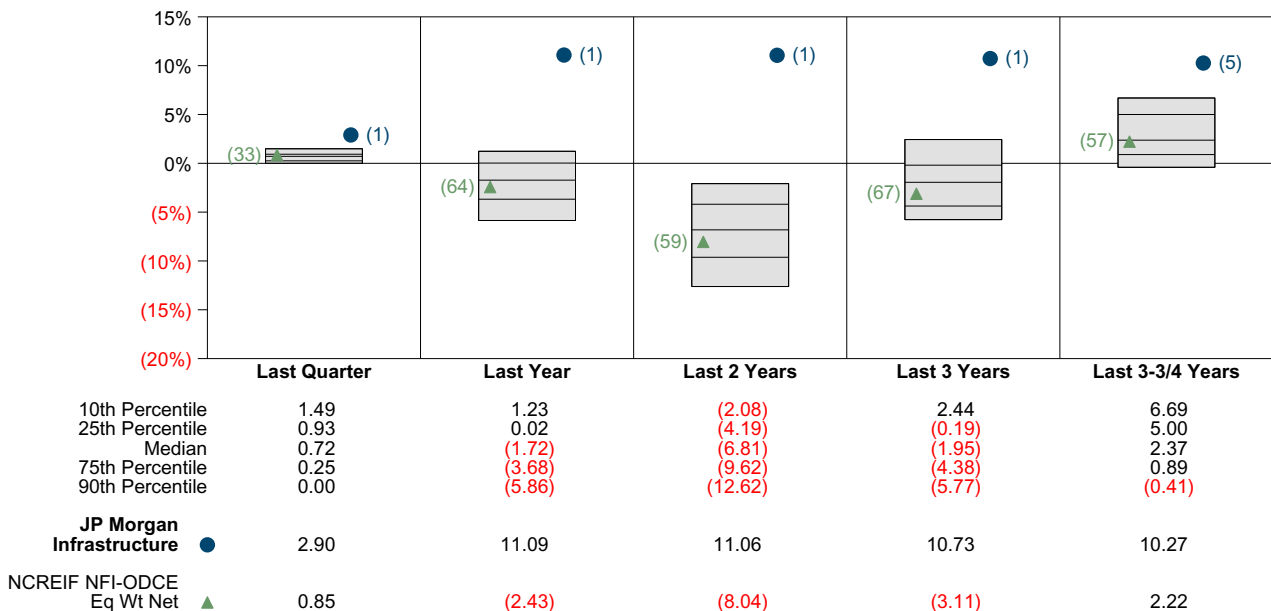 15%
10%
5%
0%
(5%)
(10%)
(15%)
(20%)
(33)
(1)
(64)
(1)
(59)
(1)
(67)
(1)
(57)
(5)
Last Quarter Last Year Last 2 Years Last 3 Years Last 3-3/4 Years
10th Percentile 1.49 1.23 (2.08) 2.44 6.69
25th Percentile 0.93 0.02 (4.19) (0.19) 5.00
Median 0.72 (1.72) (6.81) (1.95) 2.37
75th Percentile 0.25 (3.68) (9.62) (4.38) 0.89
90th Percentile 0.00 (5.86) (12.62) (5.77) (0.41)
JP Morgan
Infrastructure 2.90 11.09 11.06 10.73 10.27
NCREIF NFI-ODCE
Eq Wt Net 0.85 (2.43) (8.04) (3.11) 2.22